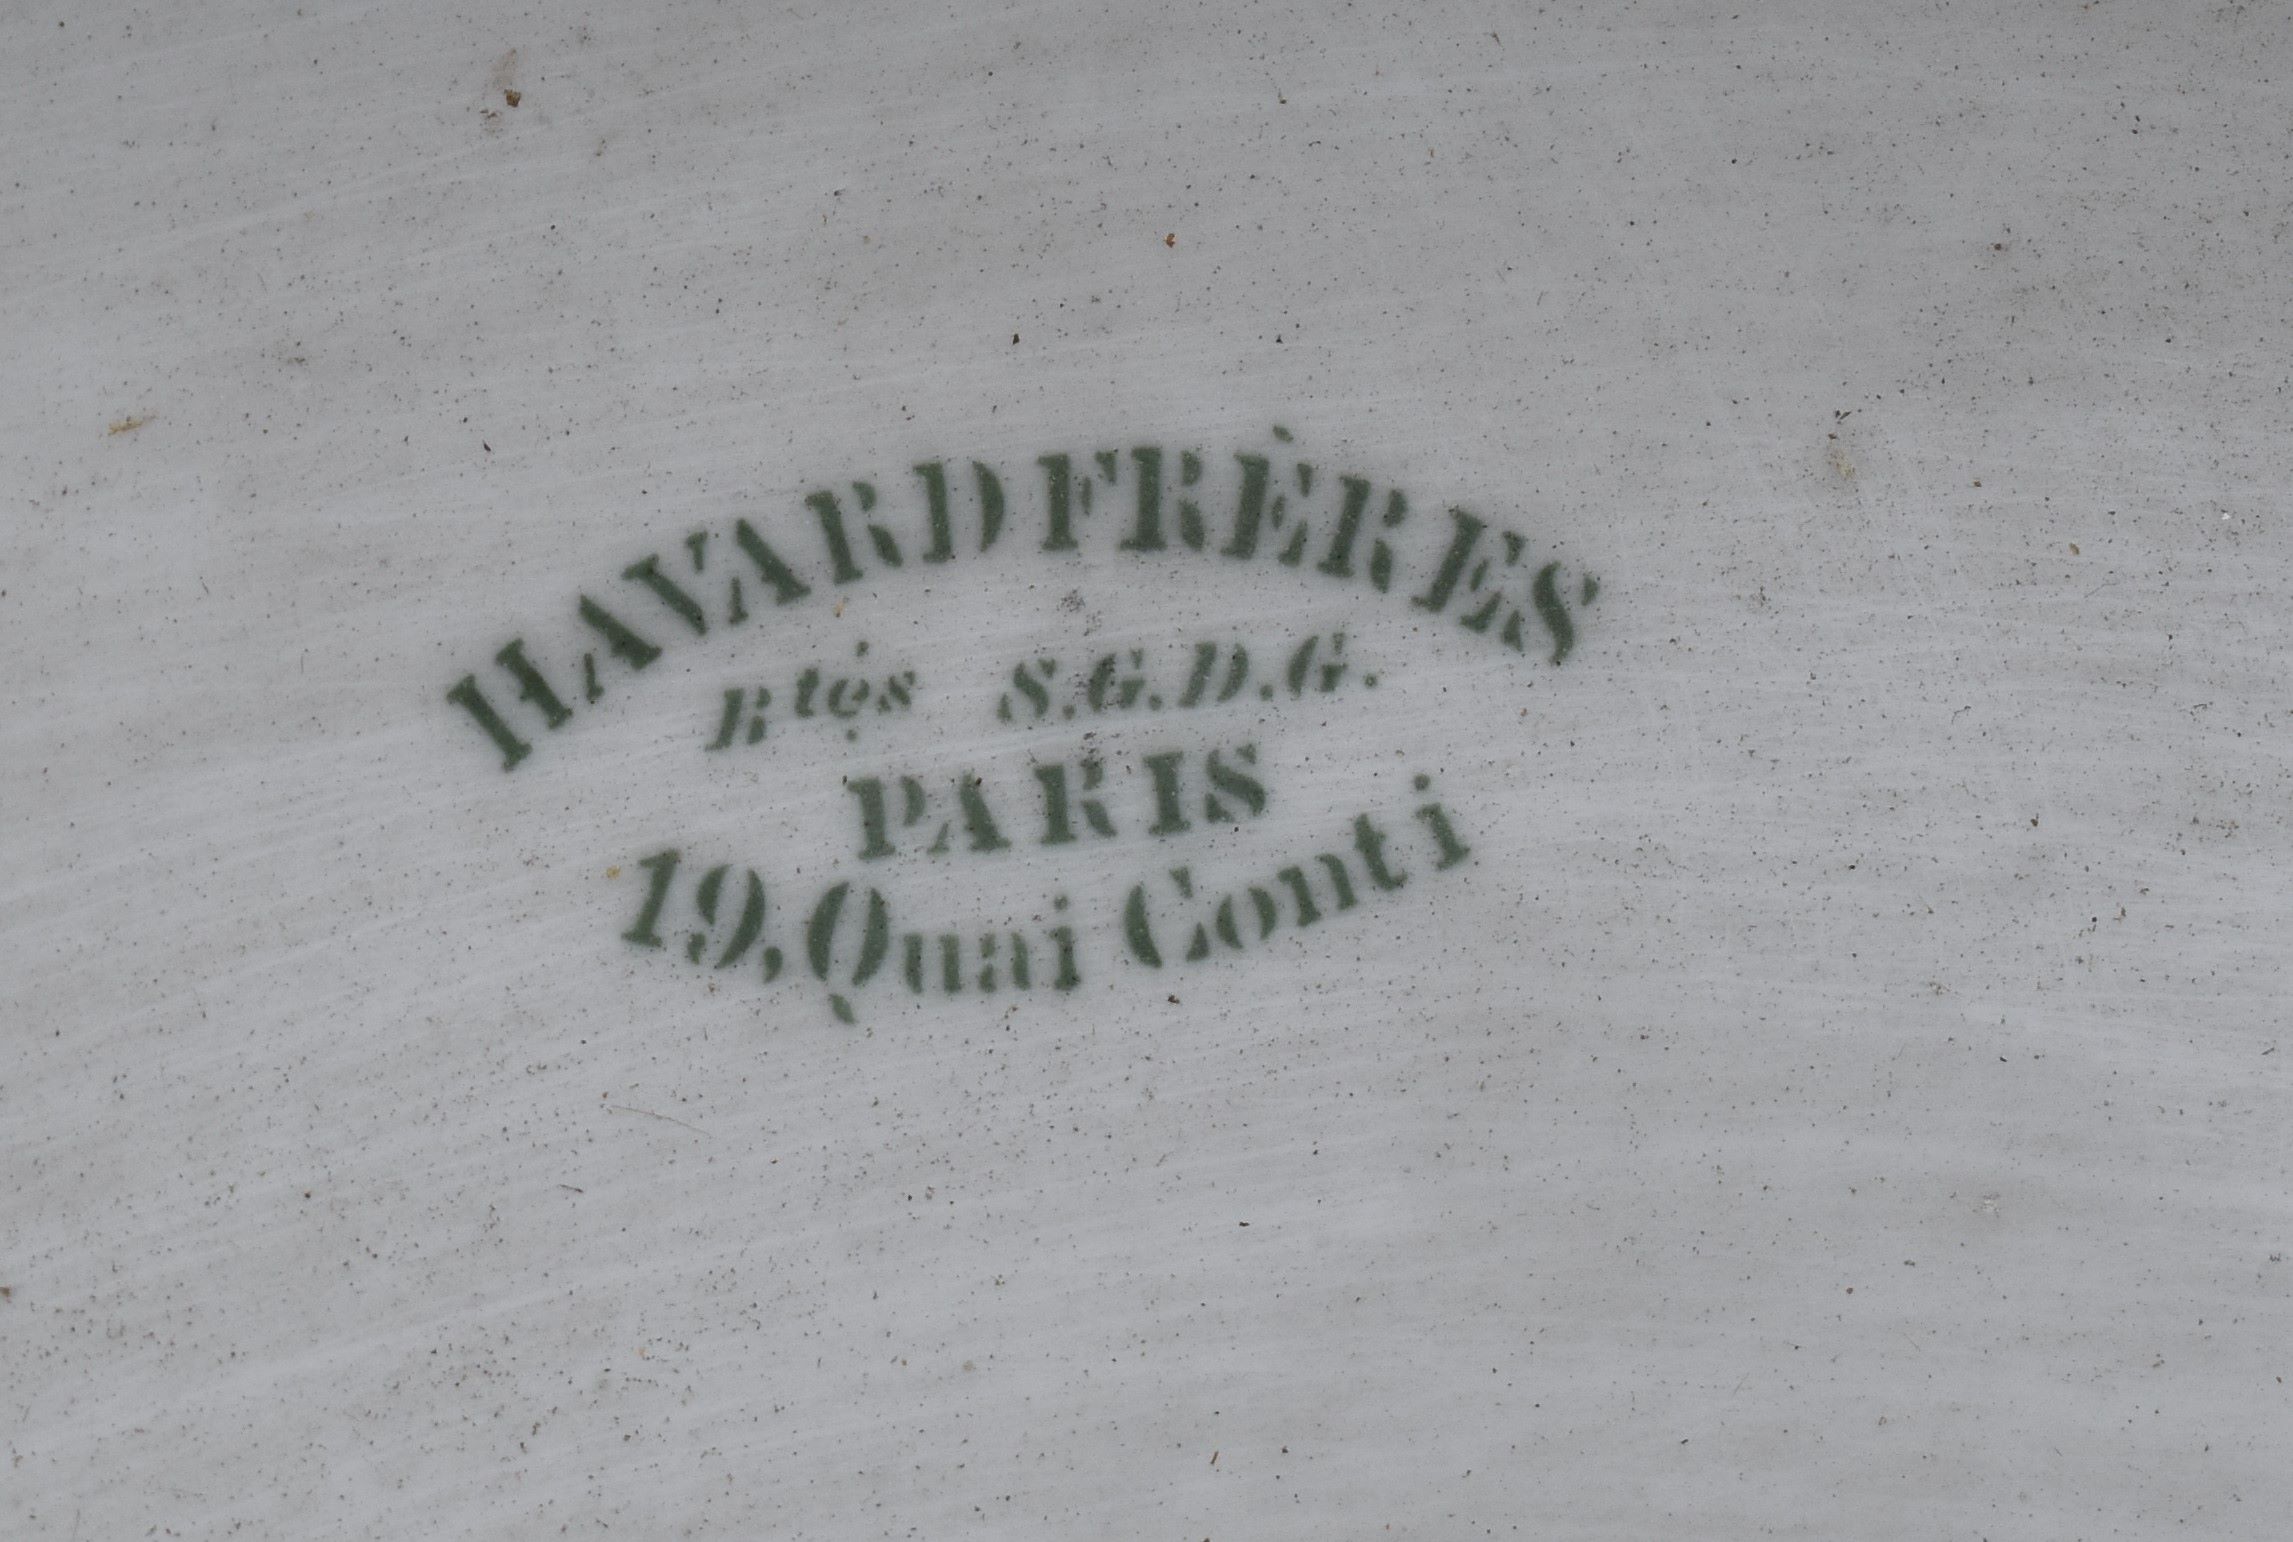 HAVARD FRÈRES
Btés S.G.D.G.
PARIS
19, Quai Conti